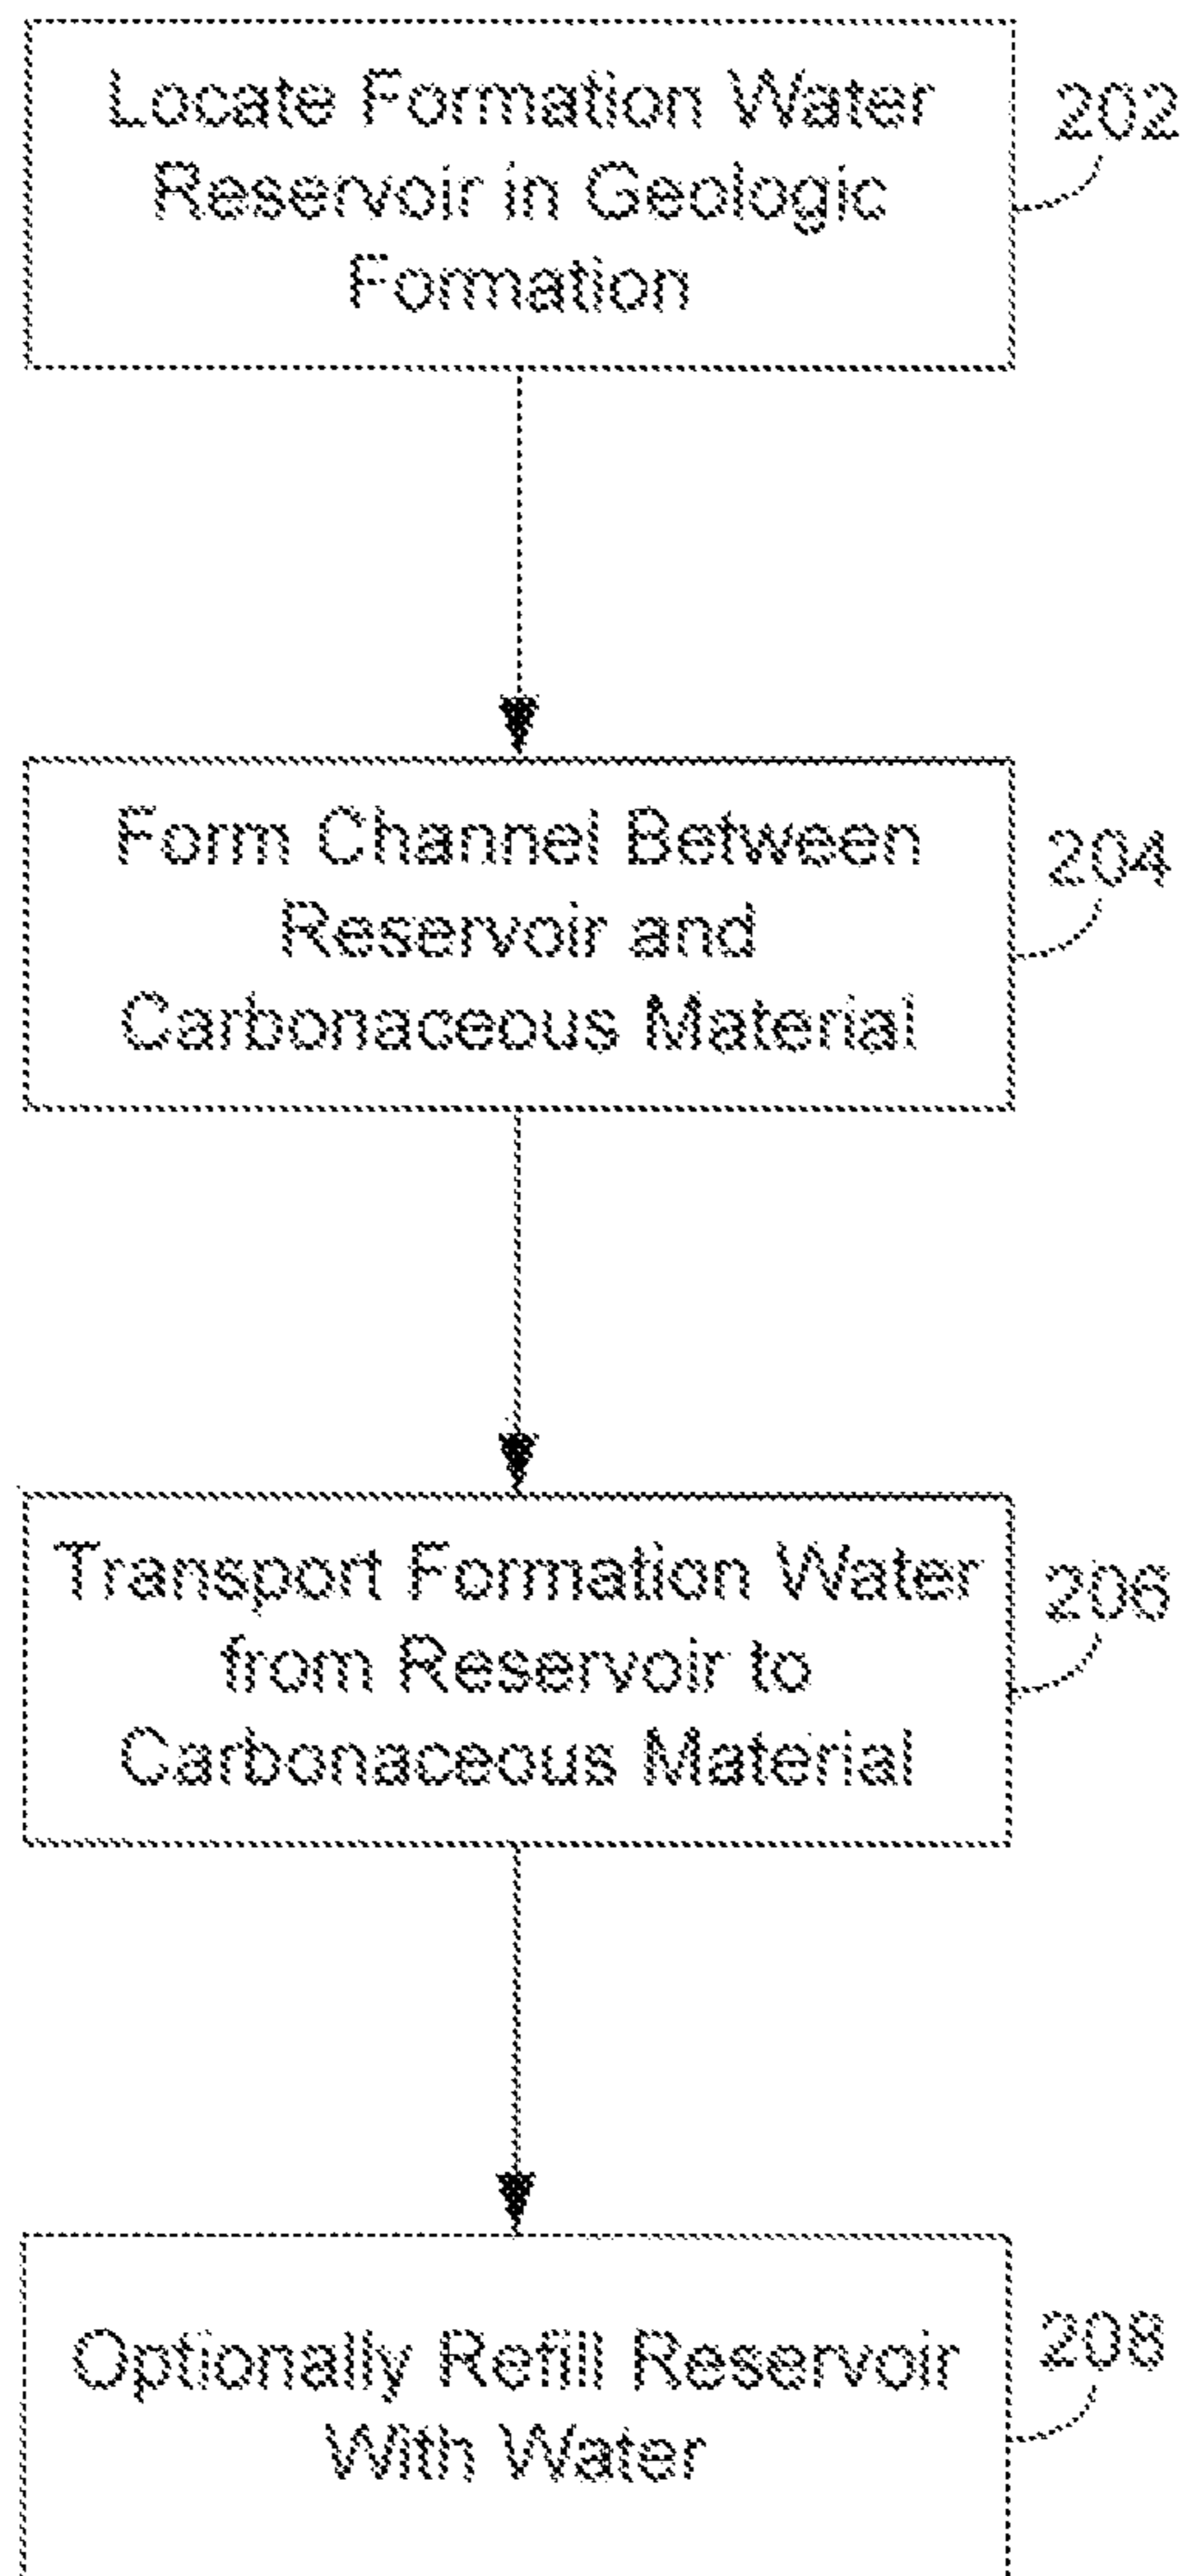 Locate Formation Water
Reservoir in Geologic
Formation
202
Form Channel Between
Reservoir and
Carbonaceous Material
204
Transport Formation Water
from Reservoir to
Carbonaceous Material
206
Optionally Refill Reservoir
With Water
208